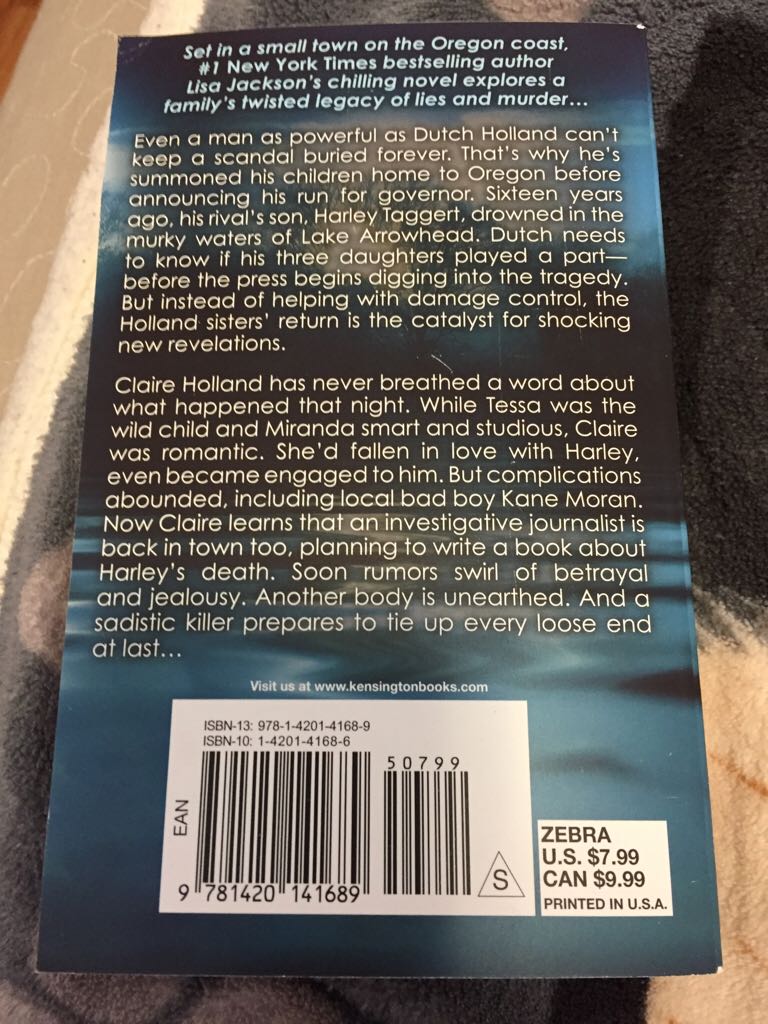 Set in a small town on the Oregon coast,
#1 New York Times bestselling author
Lisa Jackson's chilling novel explores a
family's twisted legacy of lies and murder...
Even a man as powerful as Dutch Holland can't
keep a scandal buried forever. That's why he's
summoned his children home to Oregon before
announcing his run for governor. Sixteen years
ago, his rival's son, Harley Taggert, drowned in the
murky waters of Lake Arrowhead. Dutch needs
to know if his three daughters played a part—
before the press begins digging into the tragedy.
But instead of helping with damage control, the
Holland sisters' return is the catalyst for shocking
new revelations.
Claire Holland has never breathed a word about
what happened that night. While Tessa was the
wild child and Miranda smart and studious, Claire
was romantic. She'd fallen in love with Harley,
even became engaged to him. But complications
abounded, including local bad boy Kane Moran.
Now Claire learns that an investigative journalist is
back in town too, planning to write a book about
Harley's death. Soon rumors swirl of betrayal
and jealousy. Another body is unearthed. And a
sadistic killer prepares to tie up every loose end
at last...
Visit us at www.kensingtonbooks.com
ISBN-13: 978-1-4201-4168-9
ISBN-10: 1-4201-4168-6
50799
EAN
9 781420 141689
S
ZEBRA
U.S. $7.99
CAN $9.99
PRINTED IN U.S.A.